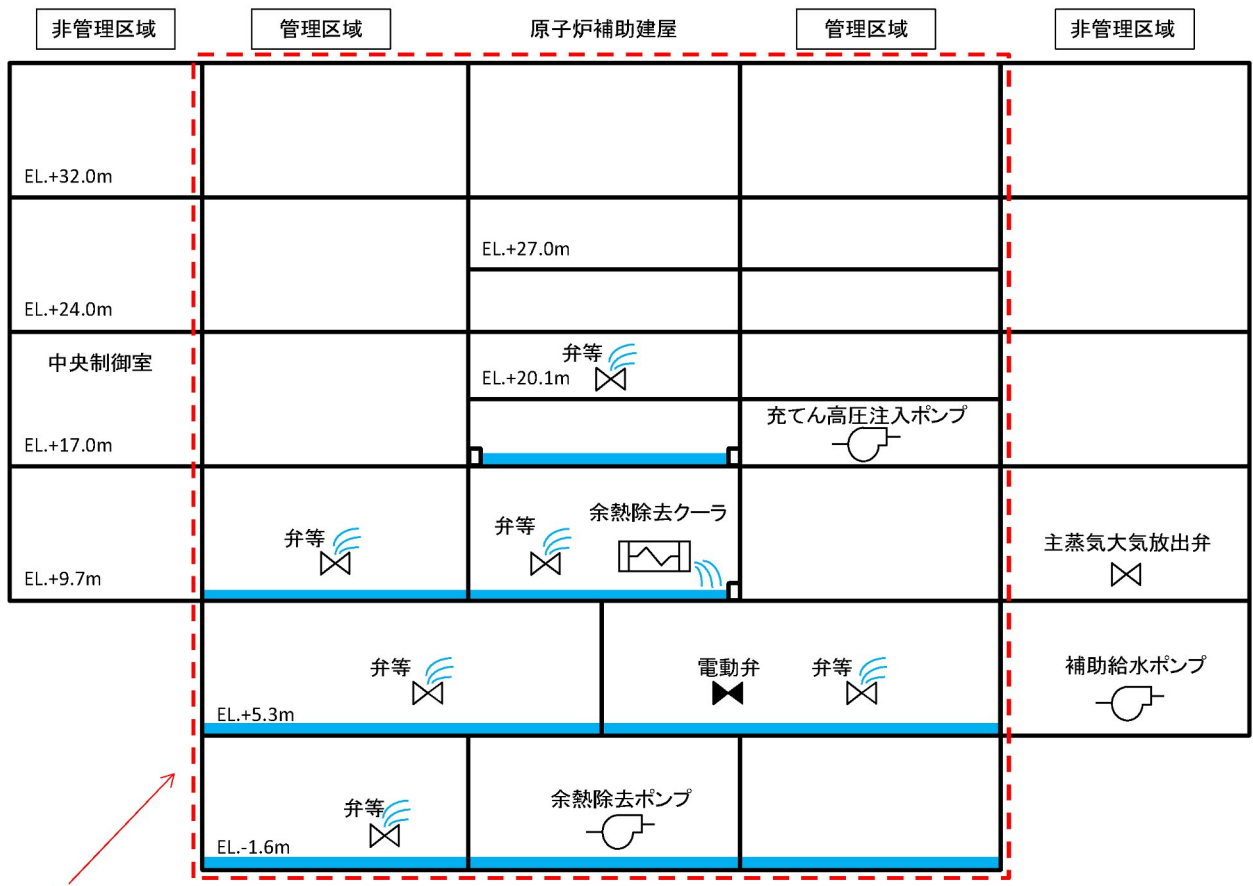 非管理区域
管理区域
原子炉補助建屋
管理区域
非管理区域
EL.+32.0m
EL.+27.0m
EL.+24.0m
中央制御室
弁等
EL.+20.1m
充てん高圧注入ポンプ
EL.+17.0m
弁等
弁等
余熱除去クーラ
主蒸気大気放出弁
EL.+9.7m
弁等
電動弁
弁等
補助給水ポンプ
EL.+5.3m
弁等
余熱除去ポンプ
EL.-1.6m